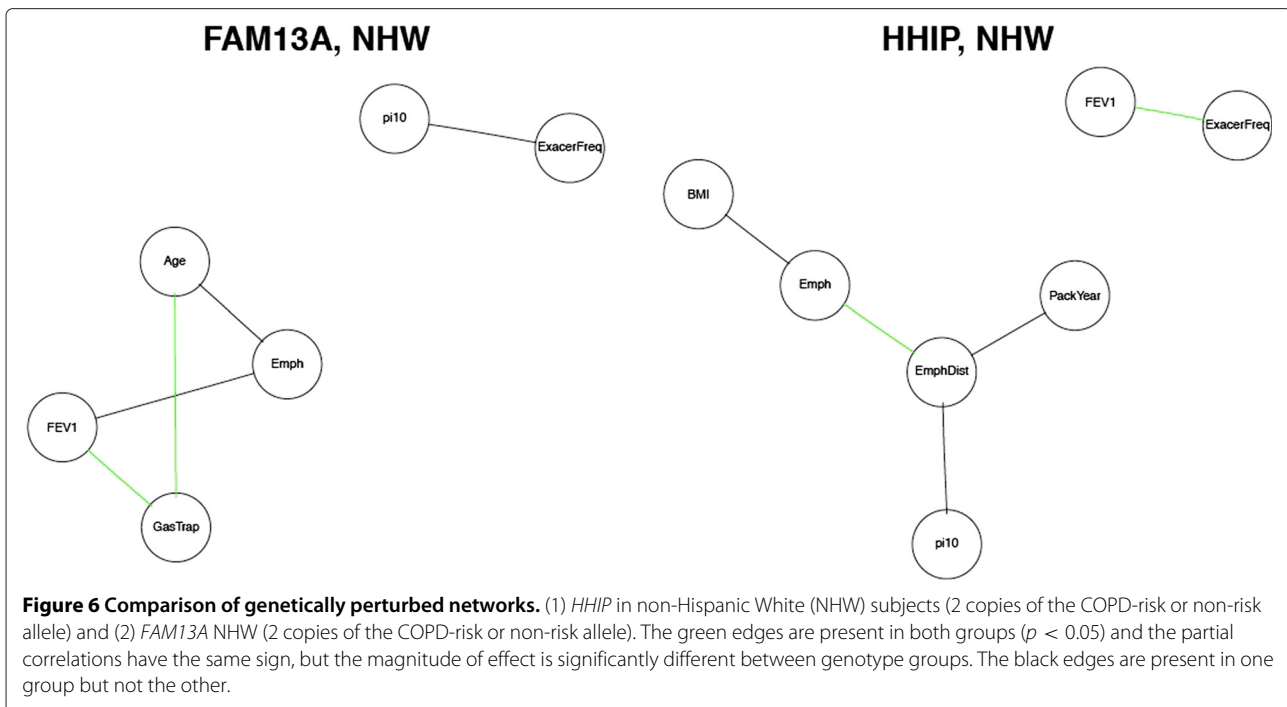 FAM13A, NHW
pi10
ExacerFreq
Age
Emph
FEV1
GasTrap
HHIP, NHW
FEV1
ExacerFreq
BMI
Emph
PackYear
EmphDist
pi10
Figure 6 Comparison of genetically perturbed networks. (1) HHIP in non-Hispanic White (NHW) subjects (2 copies of the COPD-risk or non-risk
allele) and (2) FAM13A NHW (2 copies of the COPD-risk or non-risk allele). The green edges are present in both groups (p < 0.05) and the partial
correlations have the same sign, but the magnitude of effect is significantly different between genotype groups. The black edges are present in one
group but not the other.